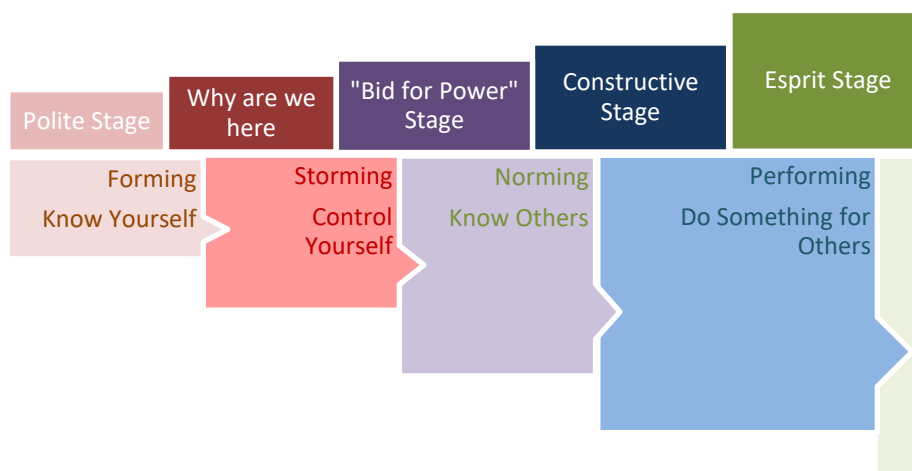 Polite Stage
Why are we
here
"Bid for Power"
Stage
Constructive
Stage
Esprit Stage
Forming
Know Yourself
Storming
Control
Yourself
Norming
Know Others
Performing
Do Something for
Others